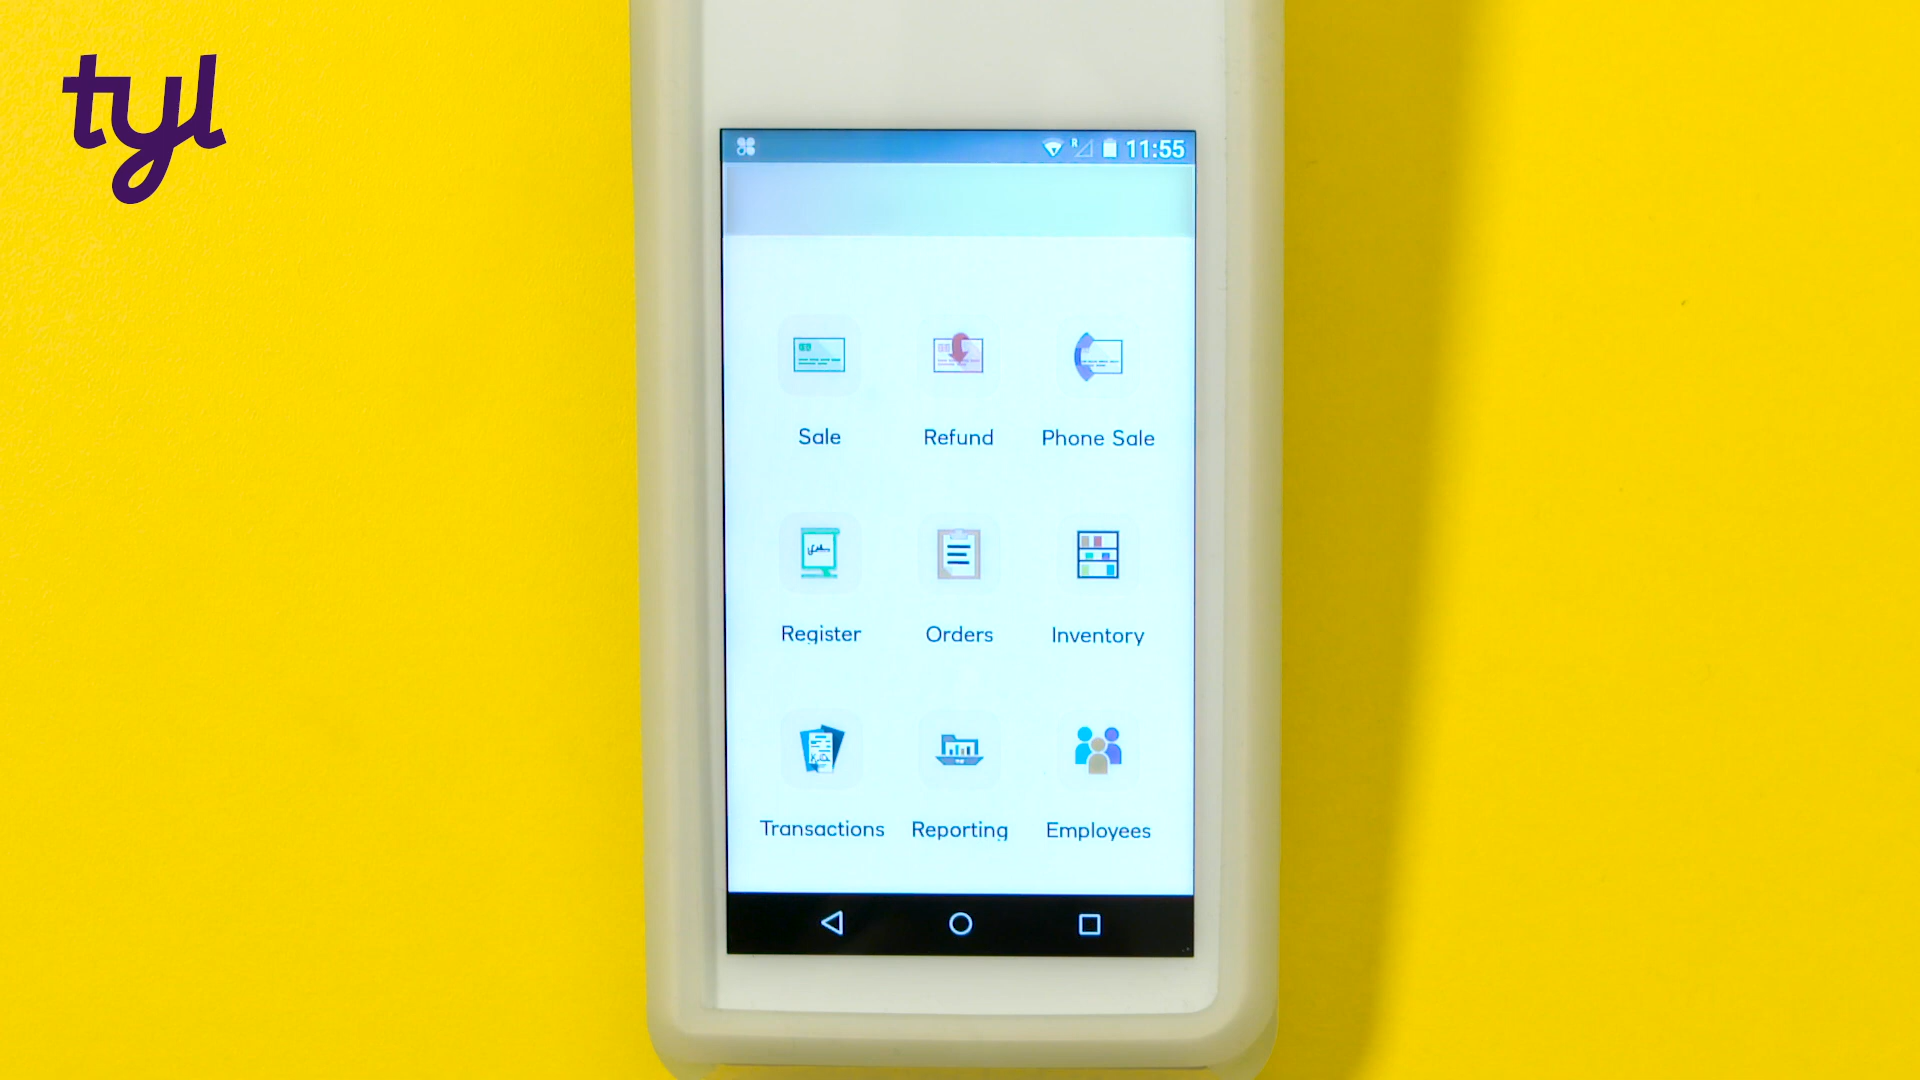 tyl
R
11:55
Sale Refund Phone Sale
Register Orders Inventory
Transactions Reporting Employees